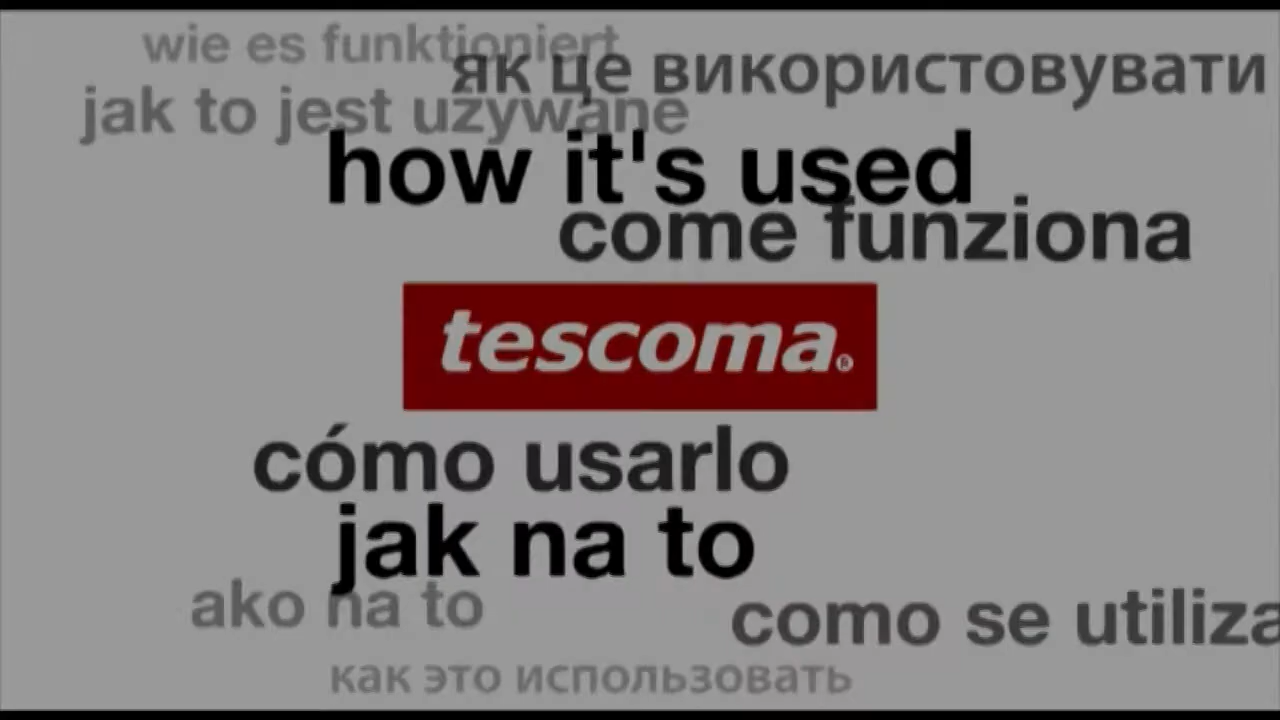 wie es funktioniert
як це використовувати
jak to jest używane
how it's used
come funziona
tescoma.®
cómo usarlo
jak na to
ako na to
como se utiliza
как это использовать